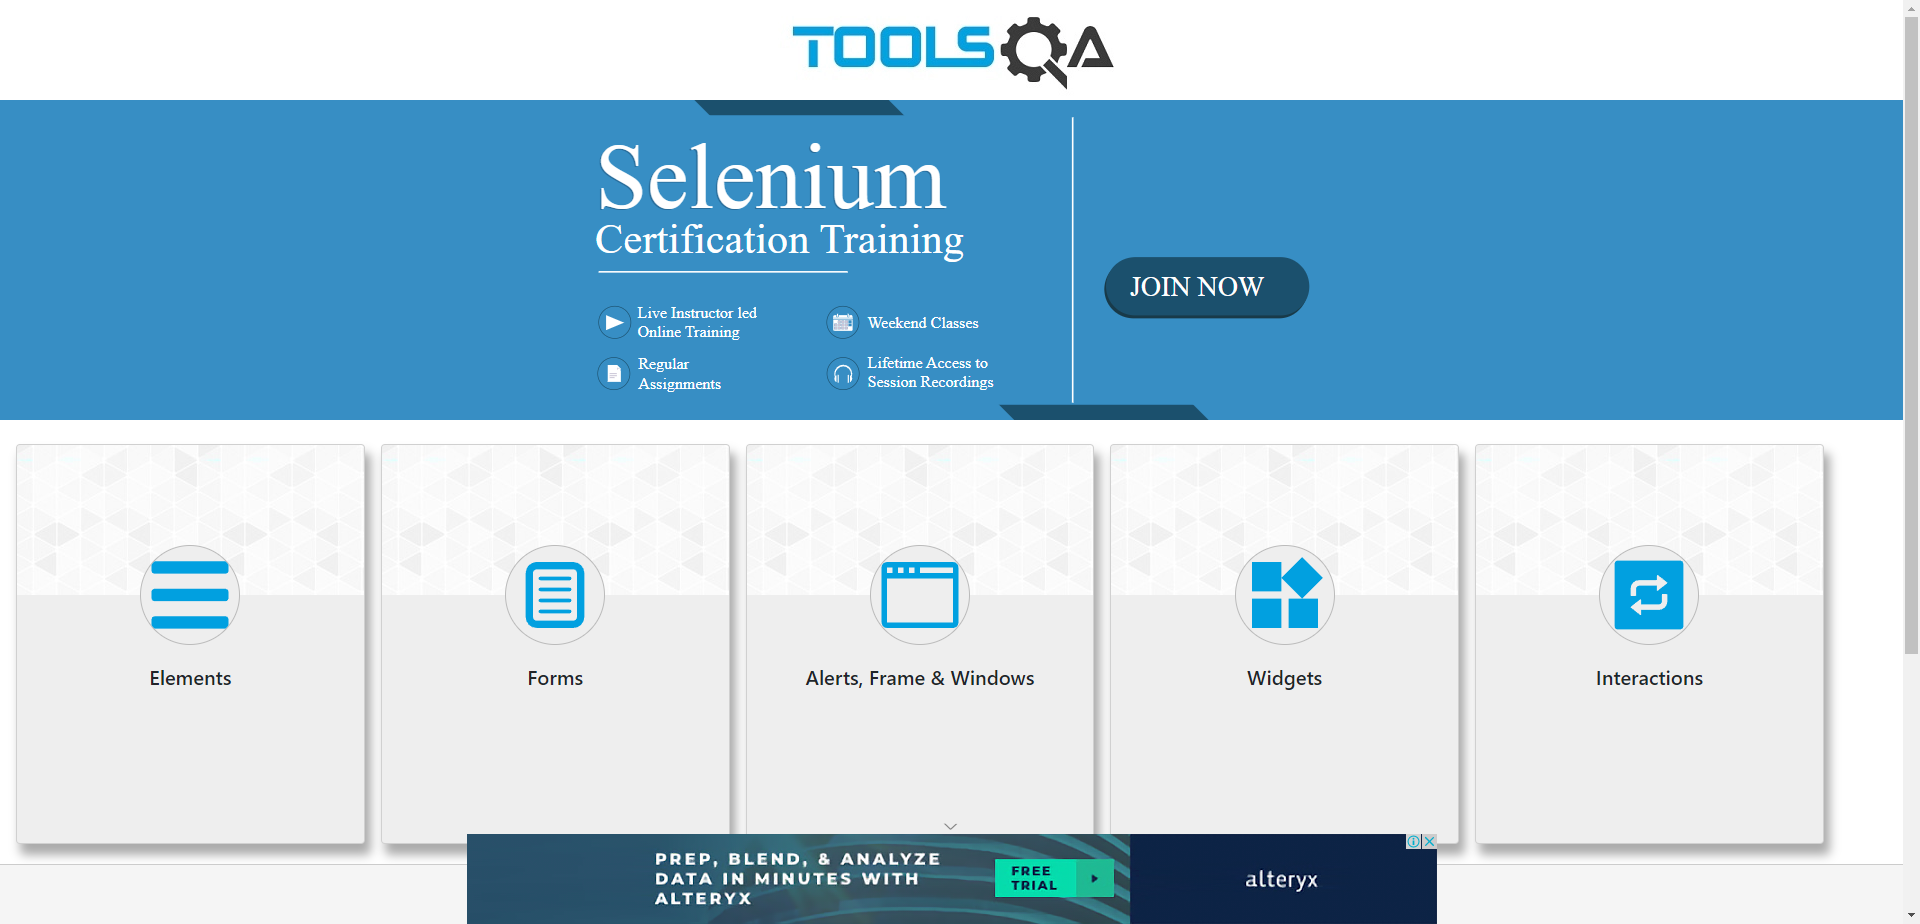 TOOLSQA
Selenium
Certification Training
Live Instructor led
Online Training
Weekend Classes
Regular
Assignments
Lifetime Access to
Session Recordings
JOIN NOW
Elements
Forms
Alerts, Frame & Windows
Widgets
Interactions
PREP, BLEND, & ANALYZE
DATA IN MINUTES WITH
ALTERYX
FREE
TRIAL
alteryx